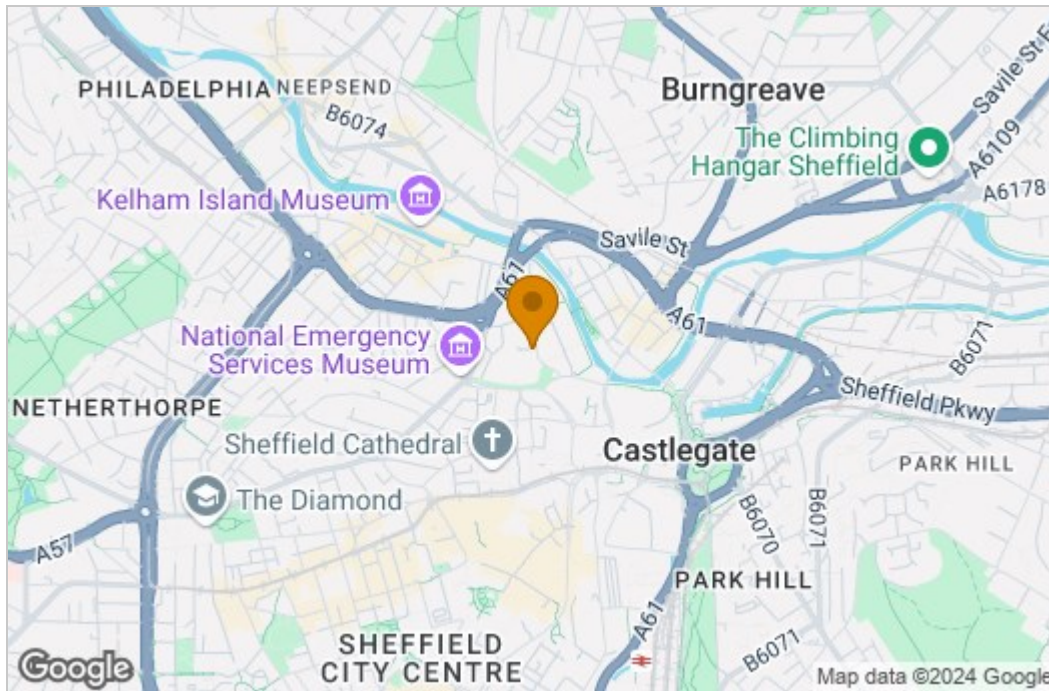 PHILADELPHIA
NEEPSEND
B6074
Burngreave
Savile St E
A6109
The Climbing
Hangar Sheffield
A6178
Kelham Island Museum
Savile St
A61
A61
National Emergency
Services Museum
B6071
Sheffield Pkwy
NETHERTHORPE
Sheffield Cathedral
Castlegate
PARK HILL
The Diamond
B6070
B6071
A57
PARK HILL
A61
SHEFFIELD
CITY CENTRE
B6071
Google
Map data ©2024 Google